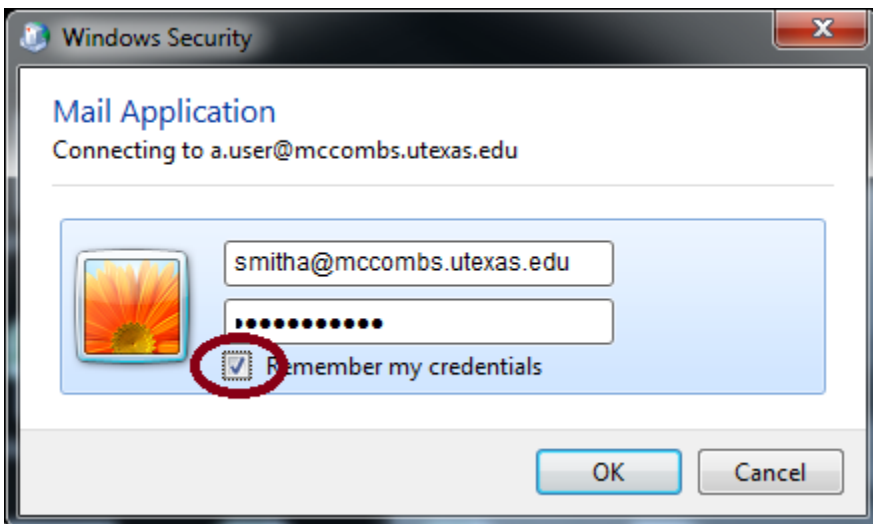 Windows Security
Mail Application
Connecting to a.user@mccombs.utexas.edu
smitha@mccombs.utexas.edu
●●●●●●●●●●●
Remember my credentials
OK Cancel